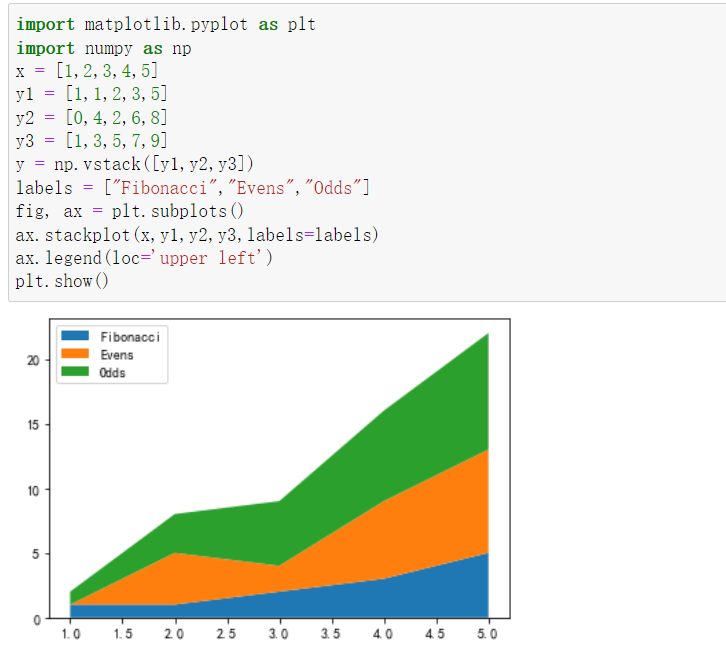 import matplotlib.pyplot as plt
import numpy as np
x = [1,2,3,4,5]
y1 = [1,1,2,3,5]
y2 = [0,4,2,6,8]
y3 = [1,3,5,7,9]
y = np.vstack([y1,y2,y3])
labels = ["Fibonacci","Evens","Odds"]
fig, ax = plt.subplots()
ax.stackplot(x,y1,y2,y3,labels=labels)
ax.legend(loc='upper left')
plt.show()
Fibonacci
Evens
Odds
20
15
10
5
0
1.0 1.5 2.0 2.5 3.0 3.5 4.0 4.5 5.0